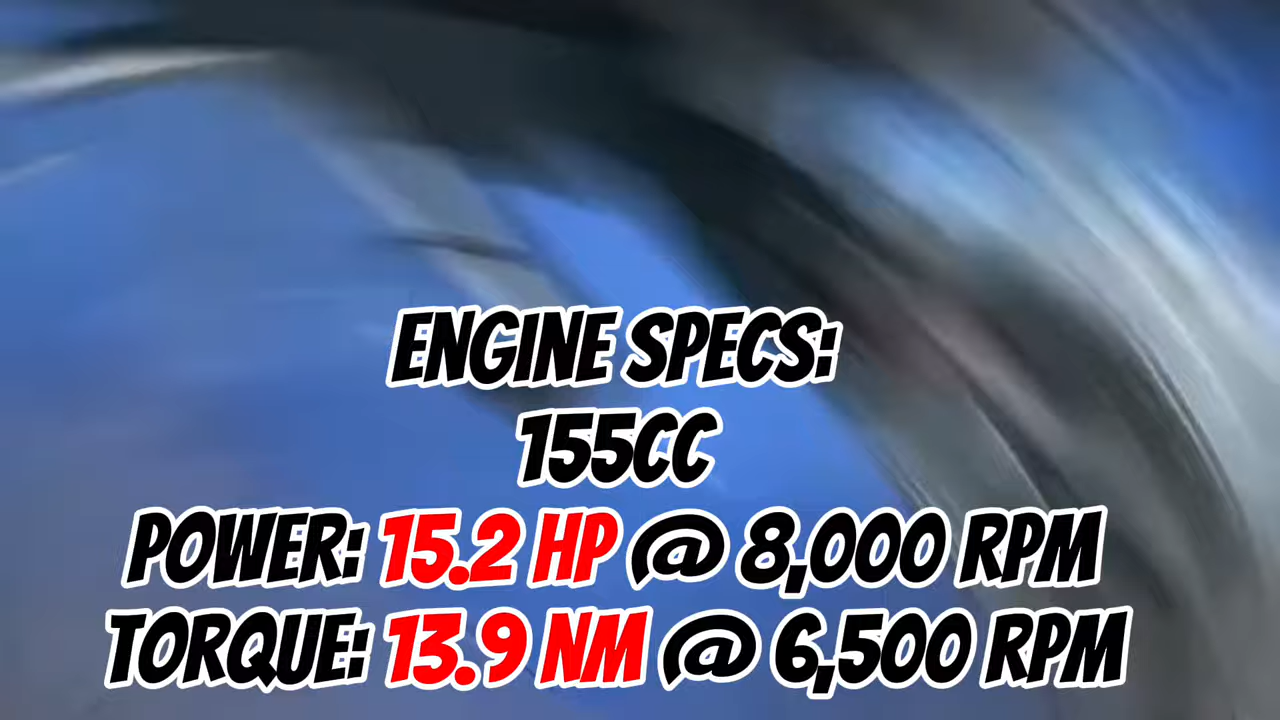 ENGINE SPECS:
155CC
POWER: 15.2 HP @ 8,000 RPM
TORQUE: 13.9 NM @ 6,500 RPM